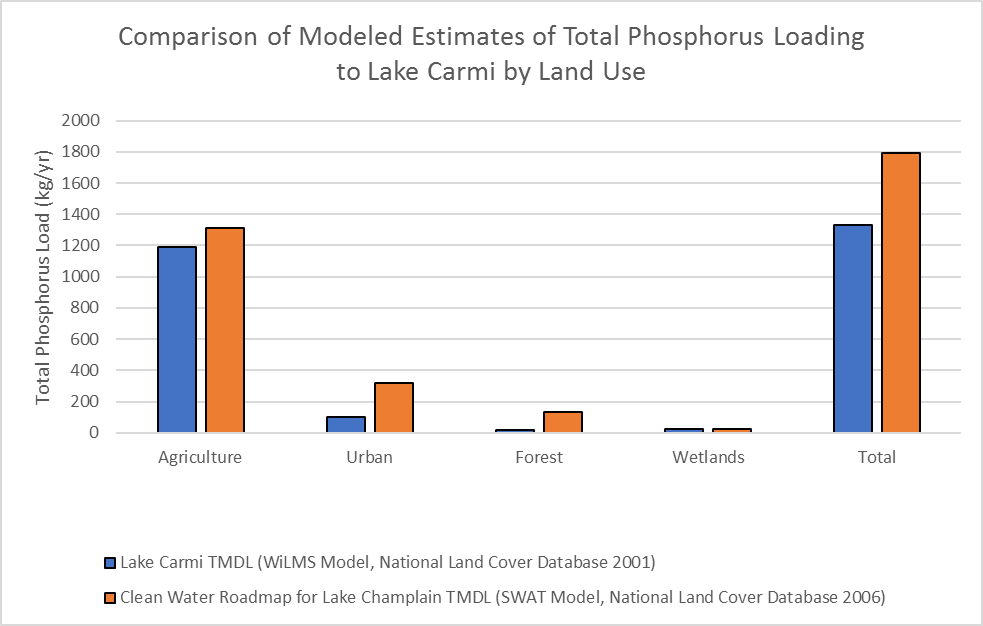 Comparison of Modeled Estimates of Total Phosphorus Loading
to Lake Carmi by Land Use
Total Phosphorus Load (kg/yr)
2000
1800
1600
1400
1200
1000
800
600
400
200
0
Agriculture Urban Forest Wetlands Total
Lake Carmi TMDL (WiLMS Model, National Land Cover Database 2001)
Clean Water Roadmap for Lake Champlain TMDL (SWAT Model, National Land Cover Database 2006)